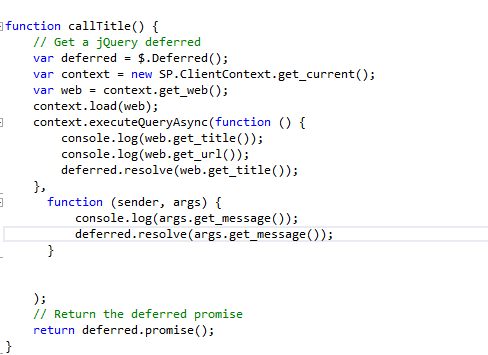 function callTitle() {
    // Get a jQuery deferred
    var deferred = $.Deferred();
    var context = new SP.ClientContext.get_current();
    var web = context.get_web();
    context.load(web);
    context.executeQueryAsync(function () {
        console.log(web.get_title());
        console.log(web.get_url());
        deferred.resolve(web.get_title());
    },
      function (sender, args) {
          console.log(args.get_message());
          deferred.resolve(args.get_message());
      }
    );
    // Return the deferred promise
    return deferred.promise();
}